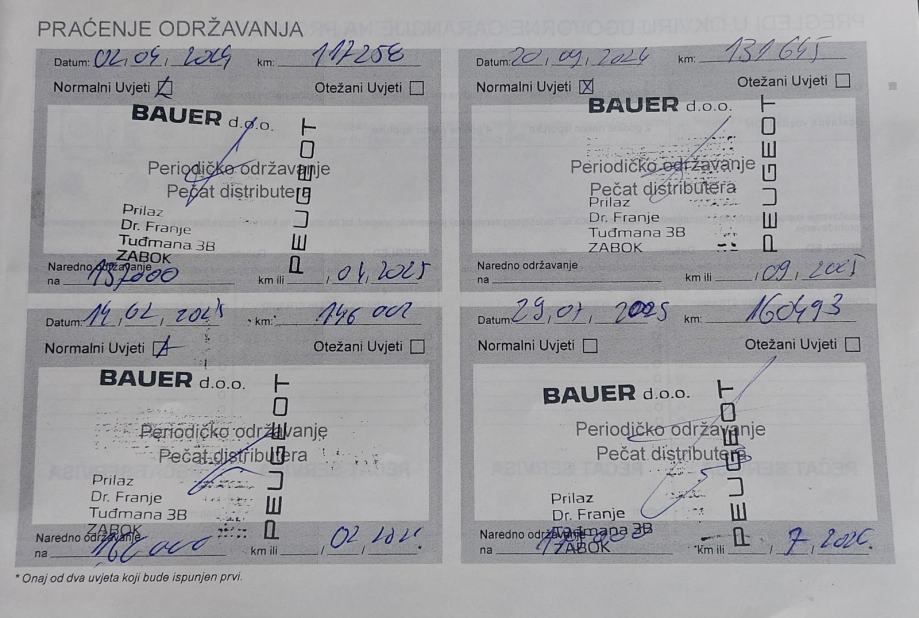 PRAĆENJE ODRŽAVANJA
Datum: 02, 04, 2024 km: 117258
Normalni Uvjeti Otežani Uvjeti
BAUER d.o.o.
Periodičko održavanje
Pečat distributera
PEUGEOT
Prilaz
Dr. Franje
Tuđmana 3B
ZABOK
Naredno održavanje
na 137000 km ili , 04, 2025
Datum: 20, 09, 2024 km: 131645
Normalni Uvjeti Otežani Uvjeti
BAUER d.o.o.
Periodičko održavanje
Pečat distributera
PEUGEOT
Prilaz
Dr. Franje
Tuđmana 3B
ZABOK
Naredno održavanje
na km ili , 09, 2025
Datum: 14, 02, 2025 km: 146 002
Normalni Uvjeti Otežani Uvjeti
BAUER d.o.o.
Periodičko održavanje
Pečat distributera
PEUGEOT
Prilaz
Dr. Franje
Tuđmana 3B
ZABOK
Naredno održavanje
na 166000 km ili , 02 2026.
Datum: 29, 07, 2025 km: 160493
Normalni Uvjeti Otežani Uvjeti
BAUER d.o.o.
Periodičko održavanje
Pečat distributera
PEUGEOT
Prilaz
Dr. Franje
Tuđmana 3B
ZABOK
Naredno održavanje
na km ili , 7, 2026.
* Onaj od dva uvjeta koji bude ispunjen prvi.